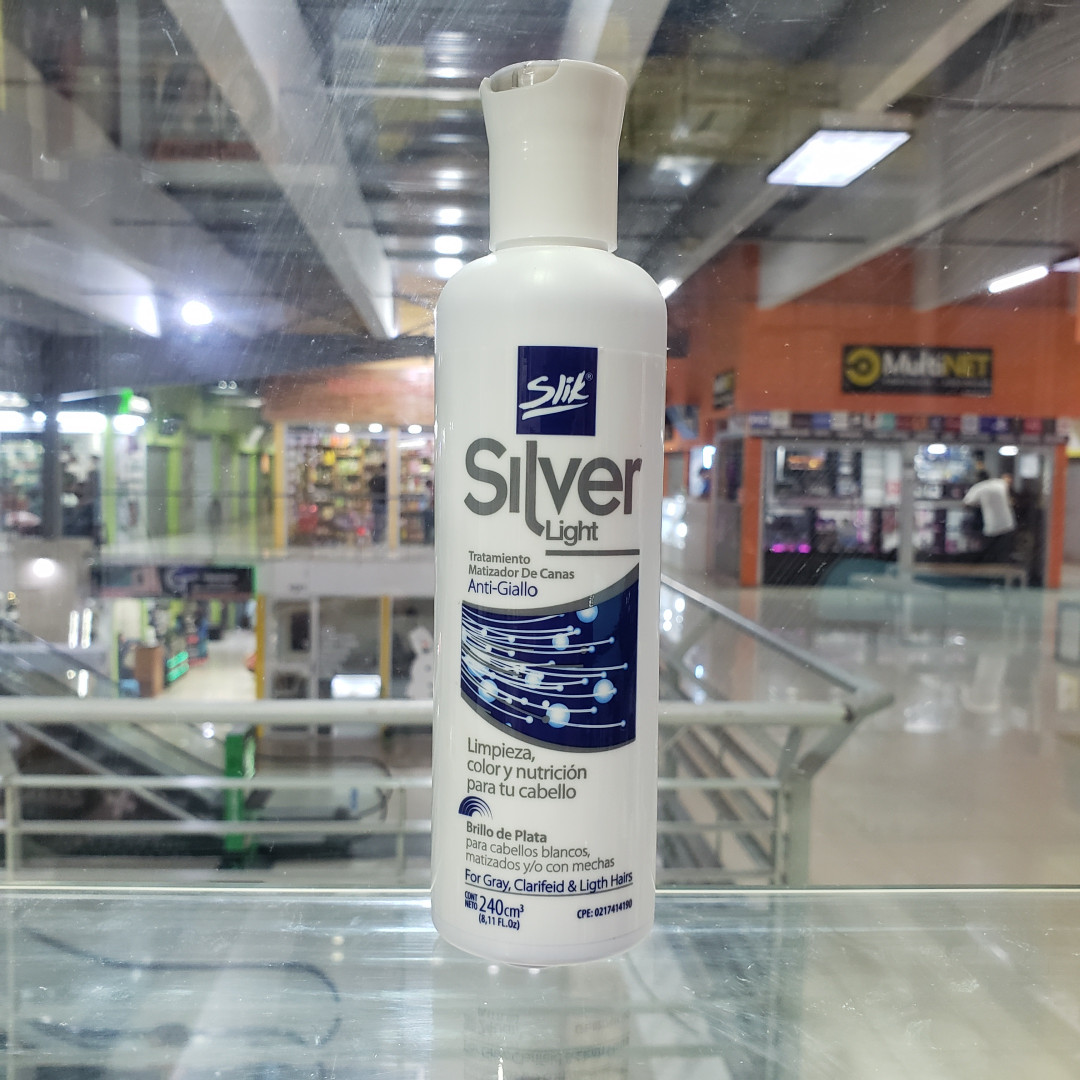 Slik®
Silver
Light
Tratamiento
Matizador De Canas
Anti-Giallo
Limpieza,
color y nutrición
para tu cabello
Brillo de Plata
para cabellos blancos,
matizados y/o con mechas
For Gray, Clarifeid & Ligth Hairs
CONT
NETO 240cm³
(8,11 FL.Oz)
CPE: 0217414190
MultiNET